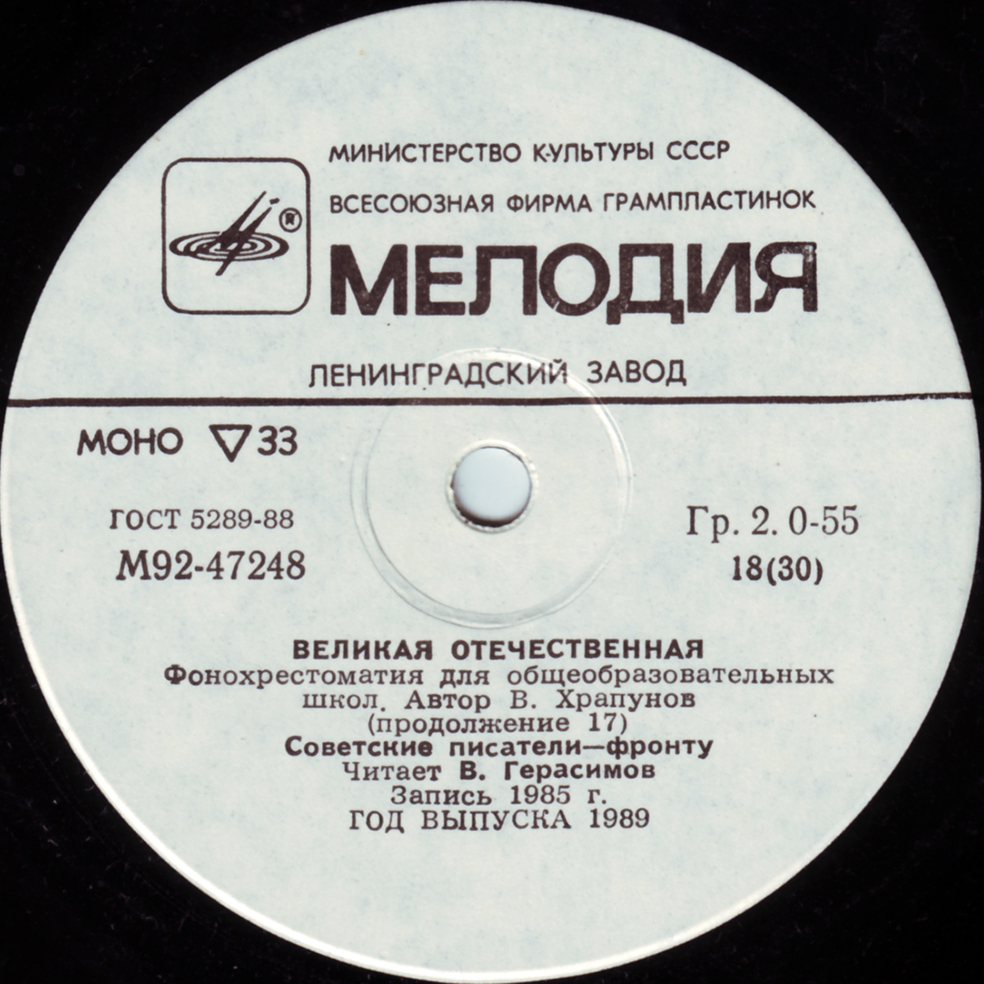 МИНИСТЕРСТВО КУЛЬТУРЫ СССР
ВСЕСОЮЗНАЯ ФИРМА ГРАМПЛАСТИНОК
®
МЕЛОДИЯ
ЛЕНИНГРАДСКИЙ ЗАВОД
МОНО ▽33
ГОСТ 5289-88
Гр. 2. 0-55
М92-47248
18(30)
ВЕЛИКАЯ ОТЕЧЕСТВЕННАЯ
Фонохрестоматия для общеобразовательных
школ. Автор В. Храпунов
(продолжение 17)
Советские писатели—фронту
Читает В. Герасимов
Запись 1985 г.
ГОД ВЫПУСКА 1989